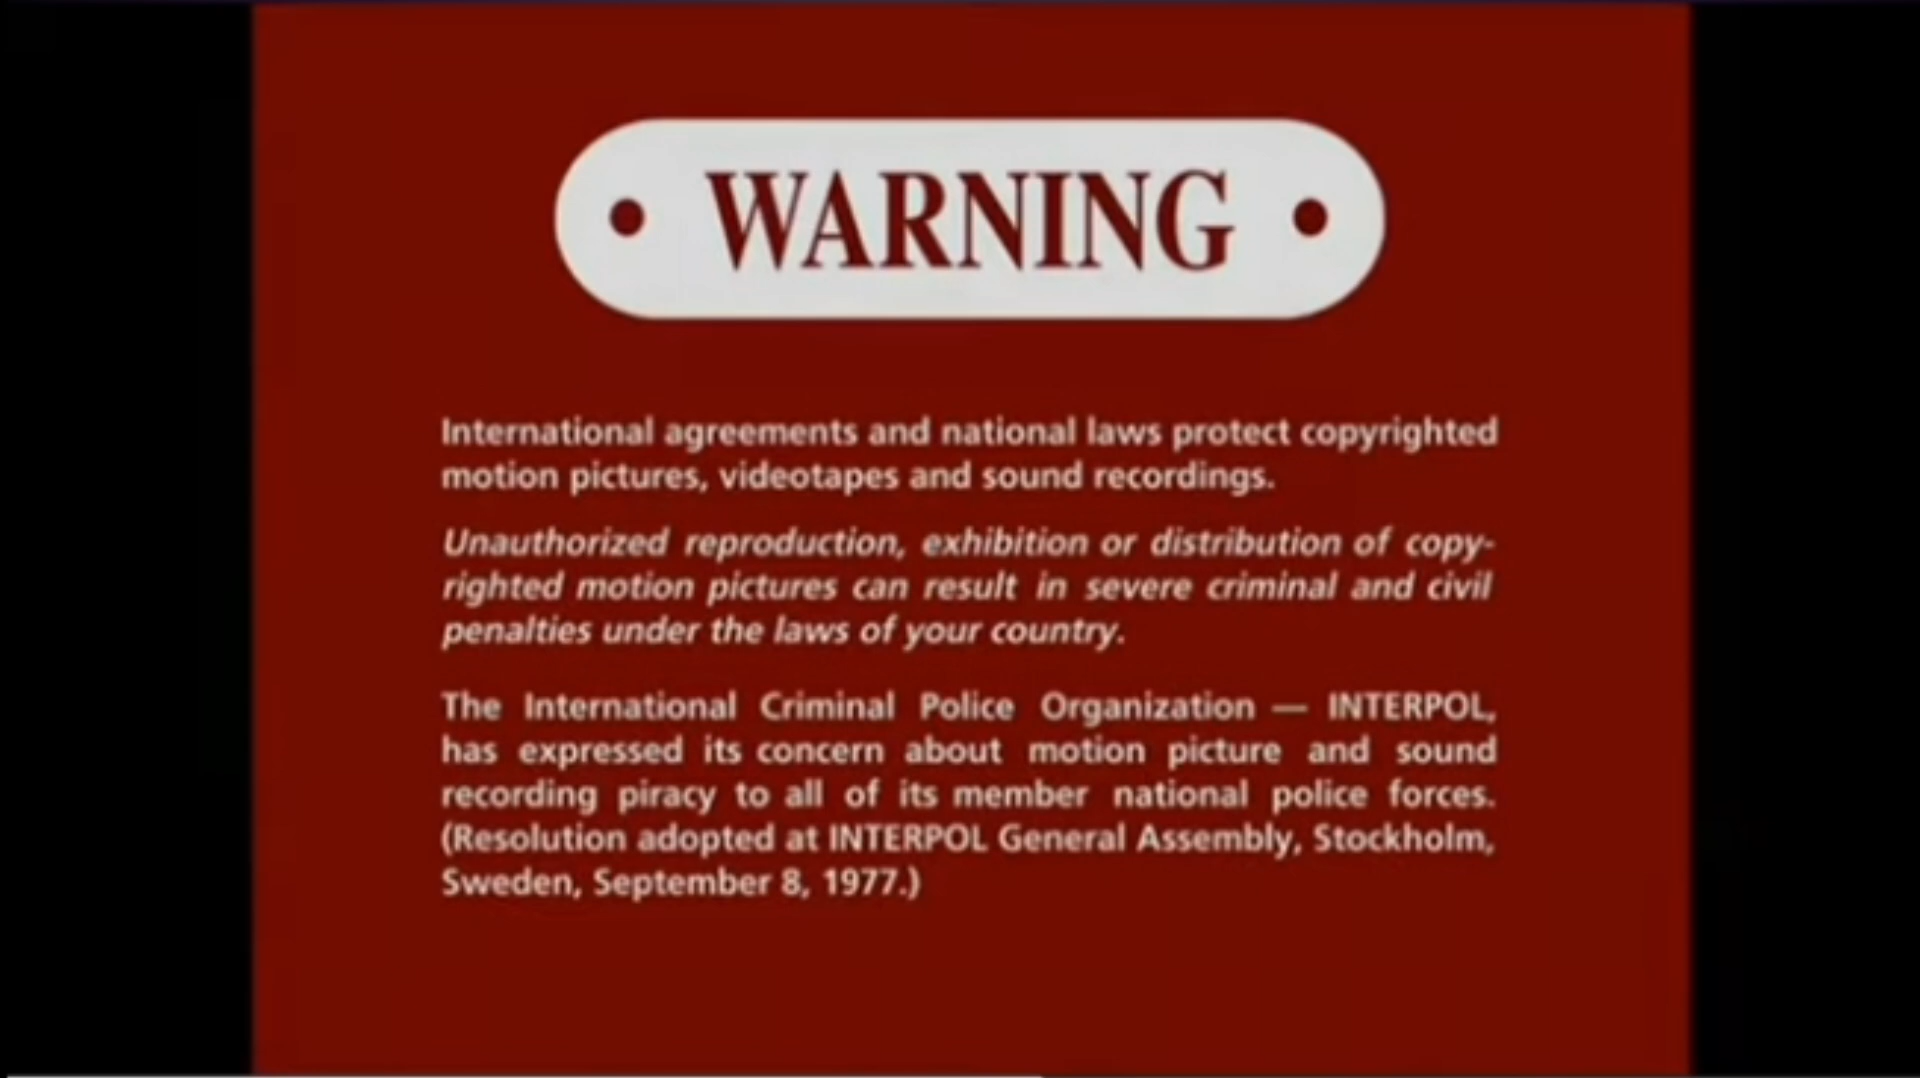 • WARNING •
International agreements and national laws protect copyrighted
motion pictures, videotapes and sound recordings.
Unauthorized reproduction, exhibition or distribution of copy-
righted motion pictures can result in severe criminal and civil
penalties under the laws of your country.
The International Criminal Police Organization — INTERPOL,
has expressed its concern about motion picture and sound
recording piracy to all of its member national police forces.
(Resolution adopted at INTERPOL General Assembly, Stockholm,
Sweden, September 8, 1977.)